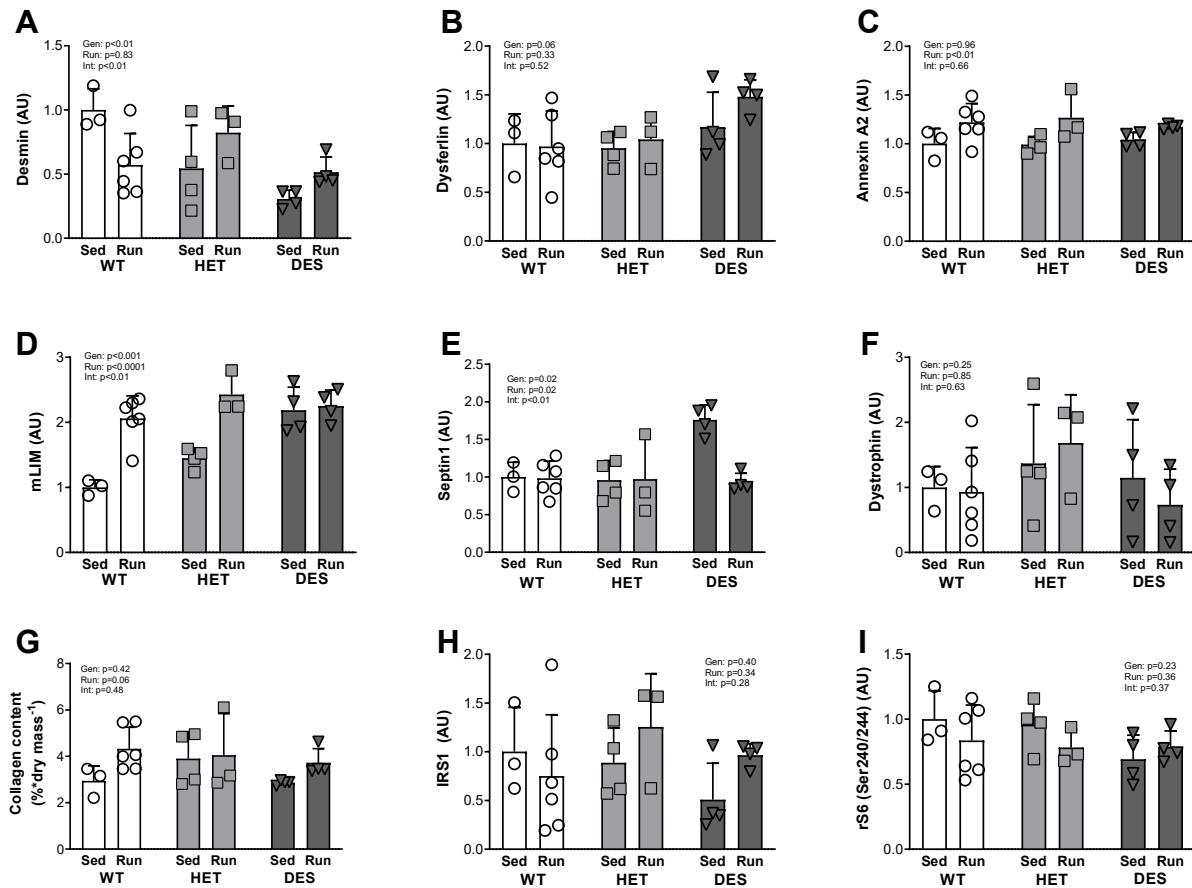 A
Gen: p<0.01
Run: p=0.83
Int: p<0.01
Desmin (AU)
1.5
1.0
0.5
0.0
Sed Run Sed Run Sed Run
WT HET DES
B
Gen: p=0.06
Run: p=0.33
Int: p=0.52
Dysferlin (AU)
2.0
1.5
1.0
0.5
0.0
Sed Run Sed Run Sed Run
WT HET DES
C
Gen: p=0.96
Run: p<0.01
Int: p=0.66
Annexin A2 (AU)
2.0
1.5
1.0
0.5
0.0
Sed Run Sed Run Sed Run
WT HET DES
D
Gen: p<0.001
Run: p<0.0001
Int: p<0.01
mLIM (AU)
3
2
1
0
Sed Run Sed Run Sed Run
WT HET DES
E
Gen: p=0.02
Run: p=0.02
Int: p<0.01
Septin1 (AU)
2.5
2.0
1.5
1.0
0.5
0.0
Sed Run Sed Run Sed Run
WT HET DES
F
Gen: p=0.25
Run: p=0.85
Int: p=0.63
Dystrophin (AU)
3
2
1
0
Sed Run Sed Run Sed Run
WT HET DES
G
Gen: p=0.42
Run: p=0.06
Int: p=0.48
Collagen content
(%*dry mass⁻¹)
8
6
4
2
0
Sed Run Sed Run Sed Run
WT HET DES
H
Gen: p=0.40
Run: p=0.34
Int: p=0.28
IRS1 (AU)
2.0
1.5
1.0
0.5
0.0
Sed Run Sed Run Sed Run
WT HET DES
I
Gen: p=0.23
Run: p=0.36
Int: p=0.37
rS6 (Ser240/244) (AU)
1.5
1.0
0.5
0.0
Sed Run Sed Run Sed Run
WT HET DES